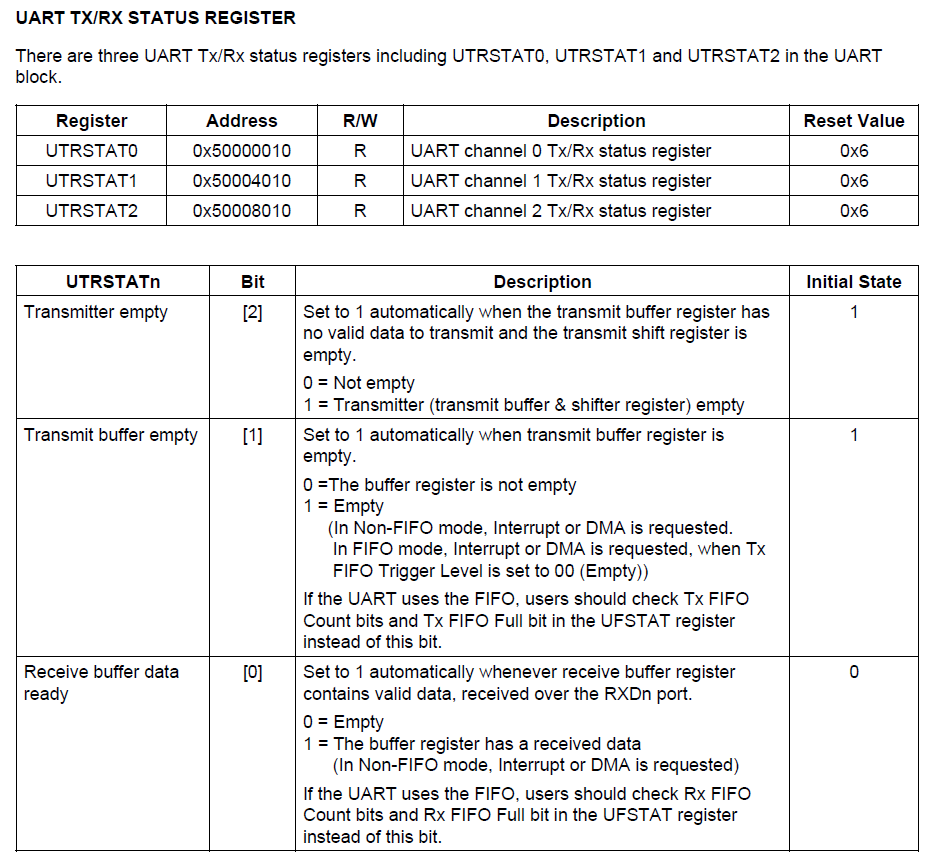 UART TX/RX STATUS REGISTER
There are three UART Tx/Rx status registers including UTRSTAT0, UTRSTAT1 and UTRSTAT2 in the UART
block.
Register Address R/W Description Reset Value
UTRSTAT0 0x50000010 R UART channel 0 Tx/Rx status register 0x6
UTRSTAT1 0x50004010 R UART channel 1 Tx/Rx status register 0x6
UTRSTAT2 0x50008010 R UART channel 2 Tx/Rx status register 0x6
UTRSTATn Bit Description Initial State
Transmitter empty [2] Set to 1 automatically when the transmit buffer register has 1
no valid data to transmit and the transmit shift register is
empty.
0 = Not empty
1 = Transmitter (transmit buffer & shifter register) empty
Transmit buffer empty [1] Set to 1 automatically when transmit buffer register is 1
empty.
0 =The buffer register is not empty
1 = Empty
(In Non-FIFO mode, Interrupt or DMA is requested.
In FIFO mode, Interrupt or DMA is requested, when Tx
FIFO Trigger Level is set to 00 (Empty))
If the UART uses the FIFO, users should check Tx FIFO
Count bits and Tx FIFO Full bit in the UFSTAT register
instead of this bit.
Receive buffer data [0] Set to 1 automatically whenever receive buffer register 0
ready contains valid data, received over the RXDn port.
0 = Empty
1 = The buffer register has a received data
(In Non-FIFO mode, Interrupt or DMA is requested)
If the UART uses the FIFO, users should check Rx FIFO
Count bits and Rx FIFO Full bit in the UFSTAT register
instead of this bit.